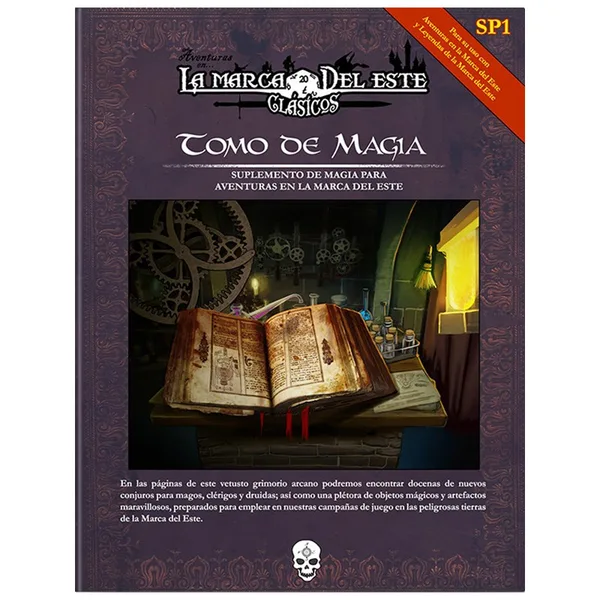 SP1
Para su uso con
Aventuras en la Marca del Este
y Leyendas de la Marca del Este
Aventuras
en...
LA MARCA DEL ESTE
20
CLÁSICOS
TOMO DE MAGIA
SUPLEMENTO DE MAGIA PARA
AVENTURAS EN LA MARCA DEL ESTE
En las páginas de este vetusto grimorio arcano podremos encontrar docenas de nuevos
conjuros para magos, clérigos y druidas; así como una plétora de objetos mágicos y artefactos
maravillosos, preparados para emplear en nuestras campañas de juego en las peligrosas tierras
de la Marca del Este.